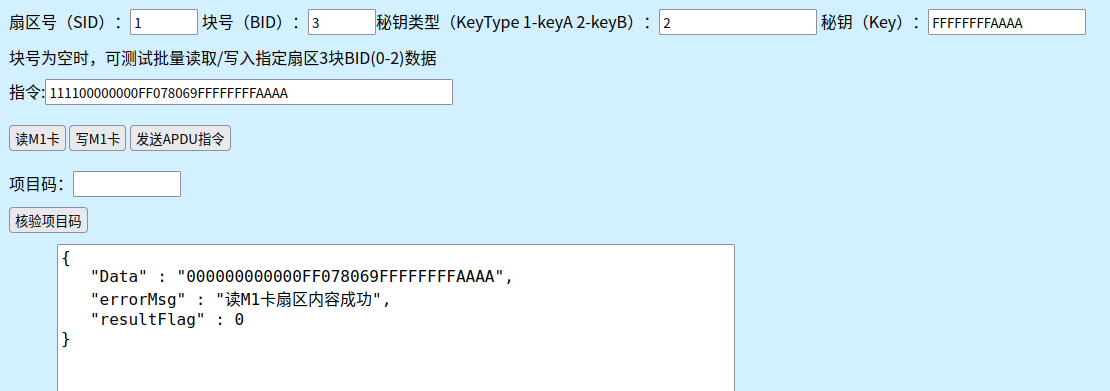 扇区号（SID）： 1 块号（BID）： 3 秘钥类型（KeyType 1-keyA 2-keyB）： 2 秘钥（Key）： FFFFFFFFAAAA
块号为空时，可测试批量读取/写入指定扇区3块BID(0-2)数据
指令: 111100000000FF078069FFFFFFFFAAAA
读M1卡 写M1卡 发送APDU指令
项目码：
核验项目码
{
"Data" : "000000000000FF078069FFFFFFFFAAAA",
"errorMsg" : "读M1卡扇区内容成功",
"resultFlag" : 0
}